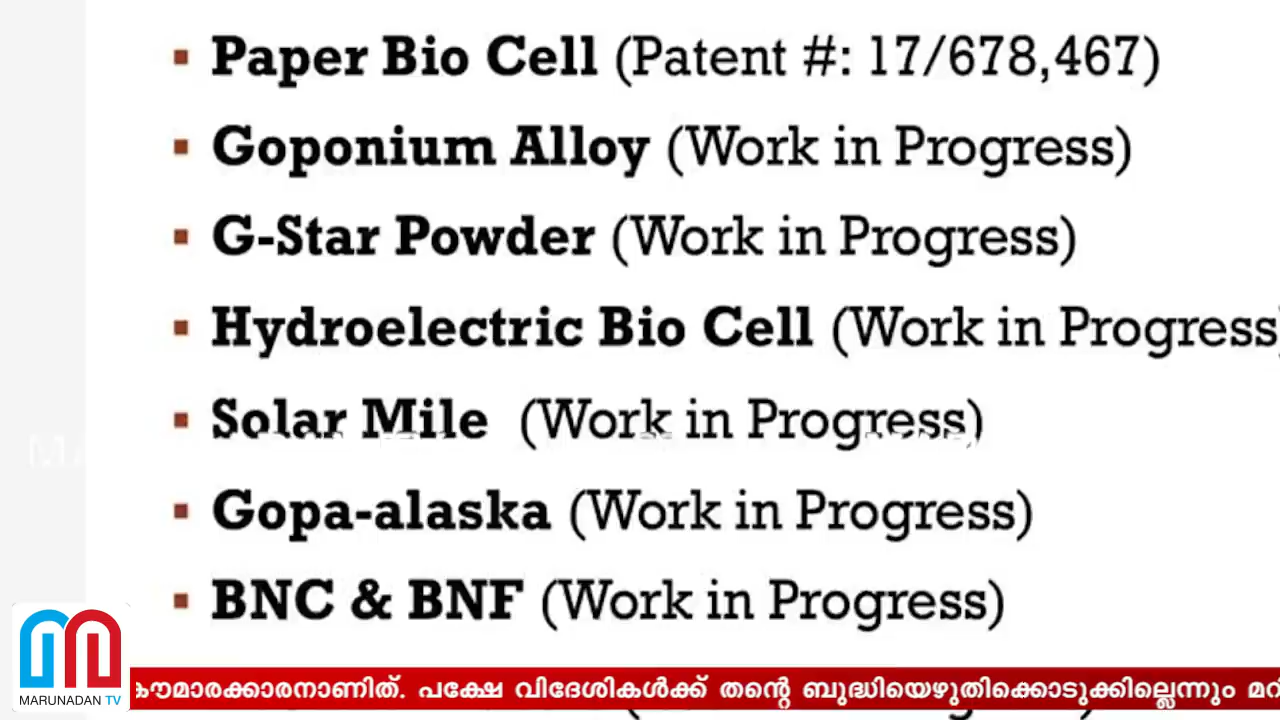 Paper Bio Cell (Patent #: 17/678,467)
Goponium Alloy (Work in Progress)
G-Star Powder (Work in Progress)
Hydroelectric Bio Cell (Work in Progress)
Solar Mile (Work in Progress)
Gopa-alaska (Work in Progress)
BNC & BNF (Work in Progress)
MARUNADAN TV
കൗമാരക്കാരനാണിത്. പക്ഷേ വിദേശികൾക്ക് തന്റെ ബുദ്ധിയെഴുതിക്കൊടുക്കില്ലെന്നും